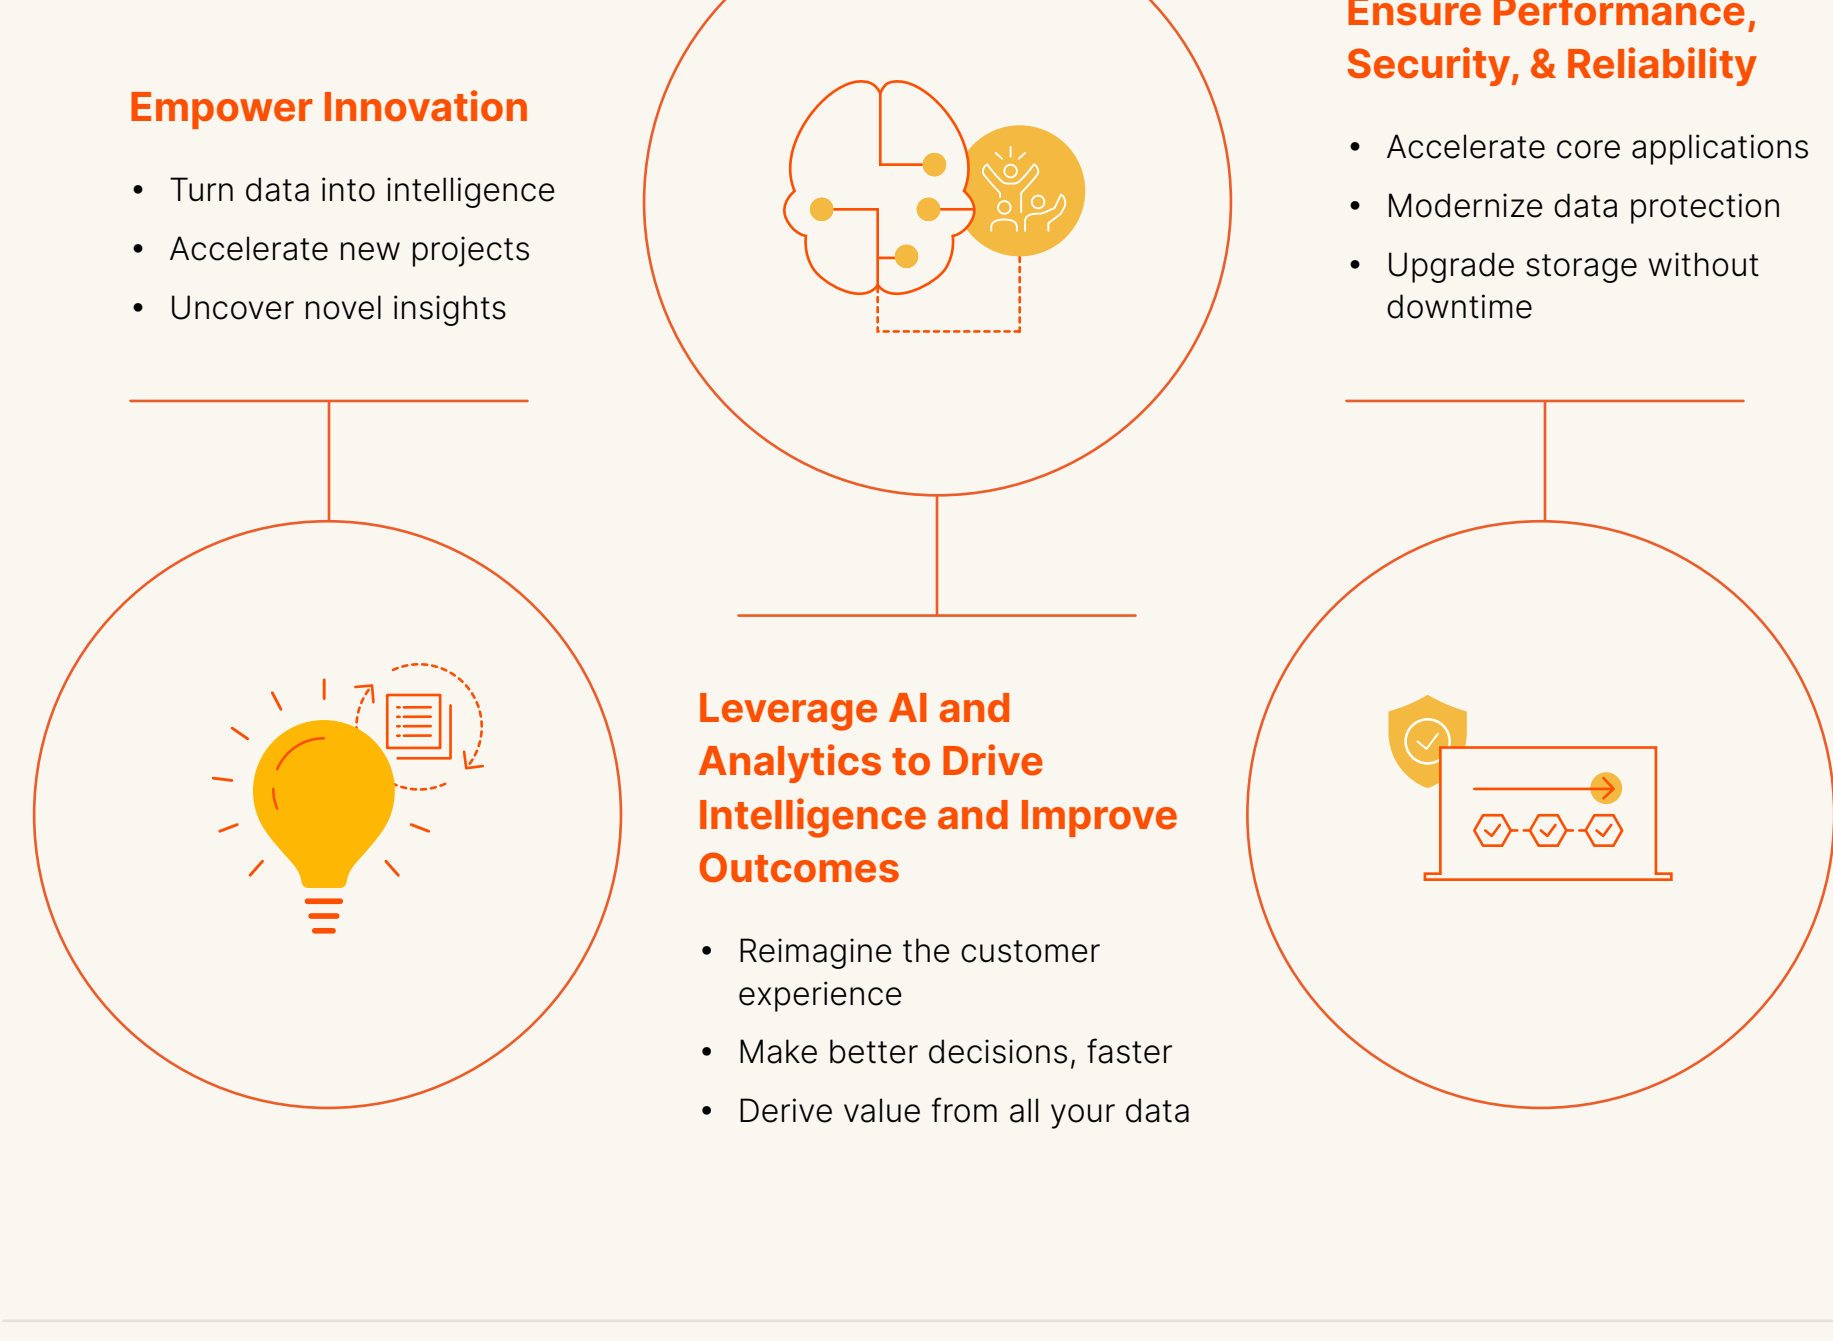 Empower Innovation
• Turn data into intelligence
• Accelerate new projects
• Uncover novel insights
Leverage AI and
Analytics to Drive
Intelligence and Improve
Outcomes
• Reimagine the customer
experience
• Make better decisions, faster
• Derive value from all your data
Ensure Performance,
Security, & Reliability
• Accelerate core applications
• Modernize data protection
• Upgrade storage without
downtime